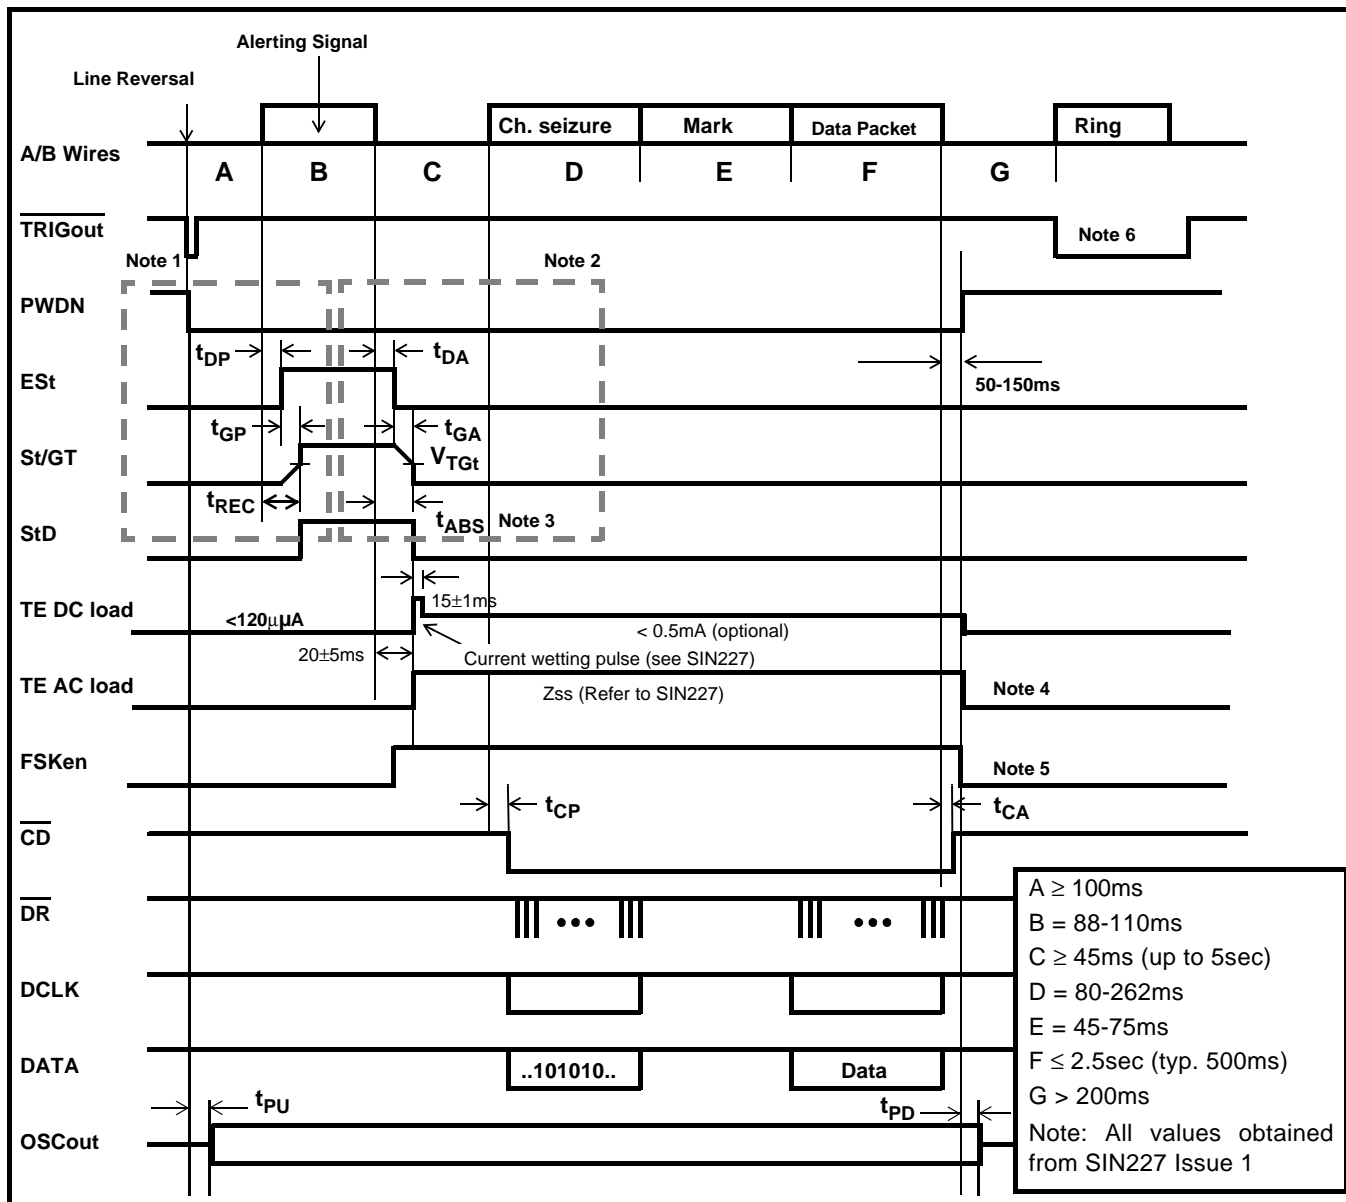 Alerting Signal
Line Reversal
A/B Wires
Ch. seizure
Mark
Data Packet
Ring
A
B
C
D
E
F
G
TRIGout
Note 6
Note 1
Note 2
PWDN
tDP
tDA
50-150ms
ESt
tGP
tGA
St/GT
VTGt
tREC
tABS
Note 3
StD
15±1ms
TE DC load
<120µµA
< 0.5mA (optional)
20±5ms
Current wetting pulse (see SIN227)
TE AC load
Zss (Refer to SIN227)
Note 4
FSKen
Note 5
tCP
tCA
CD
DR
DCLK
DATA
..101010..
Data
tPU
tPD
OSCout
A ≥ 100ms
B = 88-110ms
C ≥ 45ms (up to 5sec)
D = 80-262ms
E = 45-75ms
F ≤ 2.5sec (typ. 500ms)
G > 200ms
Note: All values obtained
from SIN227 Issue 1